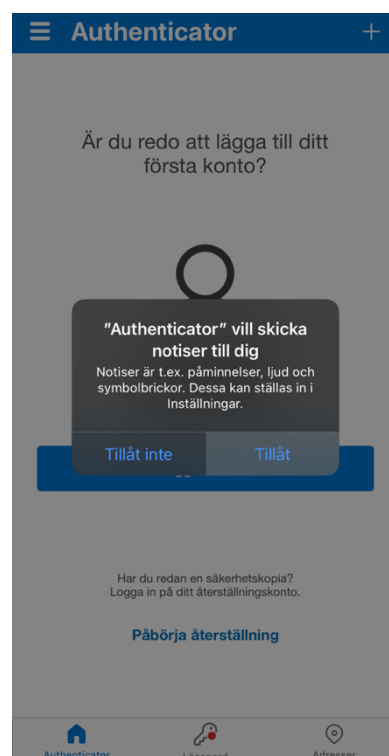 Authenticator
Är du redo att lägga till ditt
första konto?
"Authenticator" vill skicka
notiser till dig
Notiser är t.ex. påminnelser, ljud och
symbolbrickor. Dessa kan ställas in i
Inställningar.
Tillåt inte
Tillåt
Har du redan en säkerhetskopia?
Logga in på ditt återställningskonto.
Påbörja återställning
Authenticator
Lösenord
Adresser